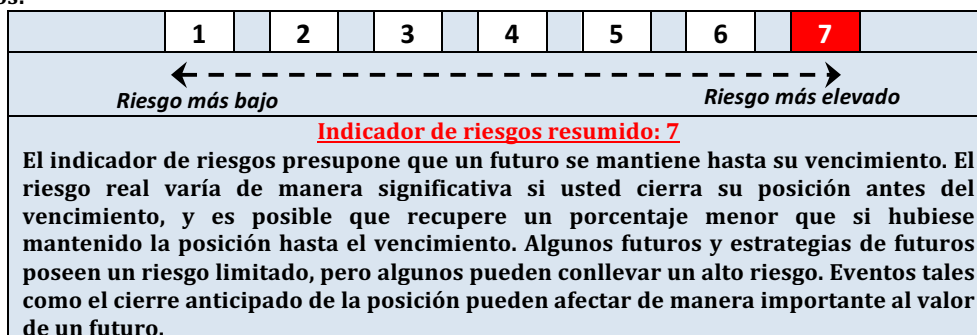 os:
1 2 3 4 5 6 7
Riesgo más bajo Riesgo más elevado
Indicador de riesgos resumido: 7
El indicador de riesgos presupone que un futuro se mantiene hasta su vencimiento. El
riesgo real varía de manera significativa si usted cierra su posición antes del
vencimiento, y es posible que recupere un porcentaje menor que si hubiese
mantenido la posición hasta el vencimiento. Algunos futuros y estrategias de futuros
poseen un riesgo limitado, pero algunos pueden conllevar un alto riesgo. Eventos tales
como el cierre anticipado de la posición pueden afectar de manera importante al valor
de un futuro.